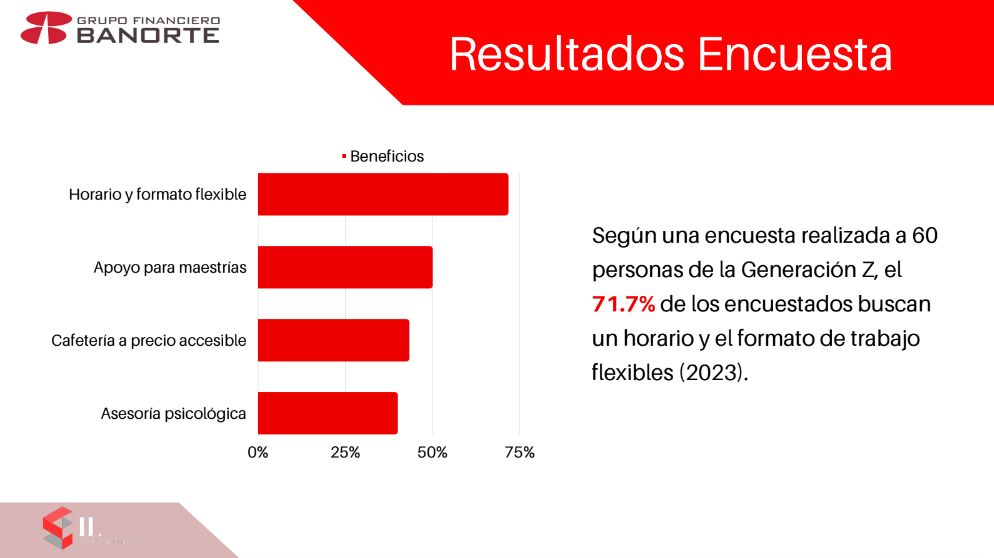 GRUPO FINANCIERO
BANORTE
Resultados Encuesta
Beneficios
Horario y formato flexible
Apoyo para maestrías
Cafetería a precio accesible
Asesoría psicológica
0% 25% 50% 75%
Según una encuesta realizada a 60
personas de la Generación Z, el
71.7% de los encuestados buscan
un horario y el formato de trabajo
flexibles (2023).